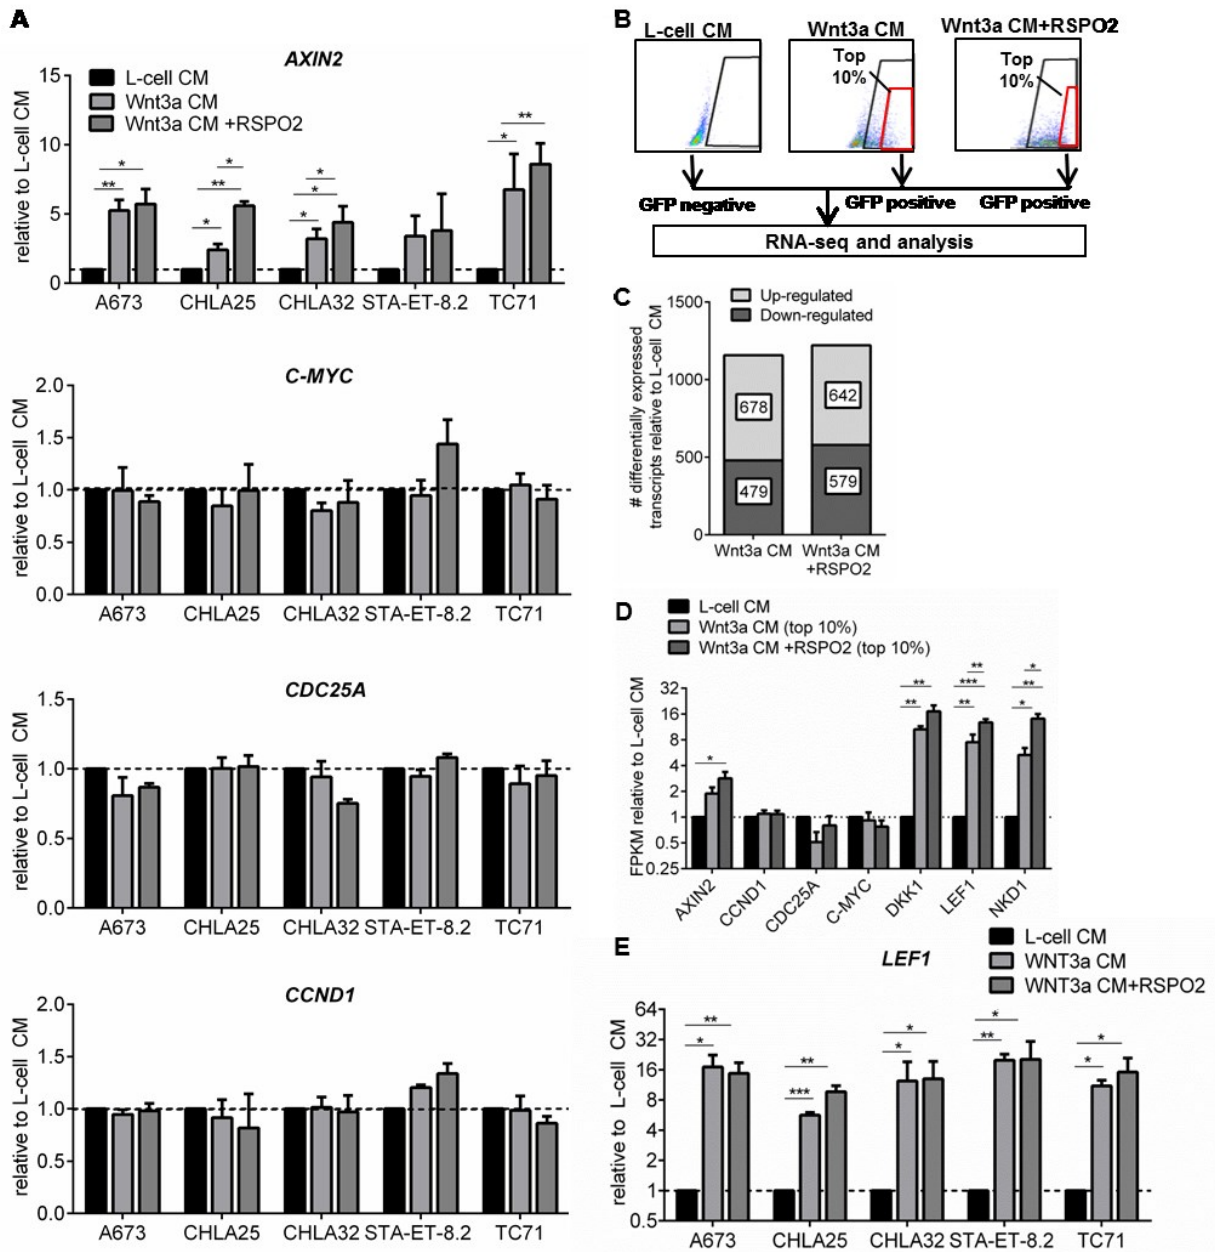 A
AXIN2
relative to L-cell CM
15
10
5
0
L-cell CM
Wnt3a CM
Wnt3a CM +RSPO2
* ** * ** * * * * * **
A673 CHLA25 CHLA32 STA-ET-8.2 TC71
C-MYC
relative to L-cell CM
2.0
1.5
1.0
0.5
0.0
A673 CHLA25 CHLA32 STA-ET-8.2 TC71
CDC25A
relative to L-cell CM
1.5
1.0
0.5
0.0
A673 CHLA25 CHLA32 STA-ET-8.2 TC71
CCND1
relative to L-cell CM
2.0
1.5
1.0
0.5
0.0
A673 CHLA25 CHLA32 STA-ET-8.2 TC71
B
L-cell CM Wnt3a CM Wnt3a CM+RSPO2
Top
10%
Top
10%
GFP negative GFP positive GFP positive
RNA-seq and analysis
C
# differentially expressed
transcripts relative to L-cell CM
1500
1000
500
0
Up-regulated
Down-regulated
678
479
642
579
Wnt3a CM
Wnt3a CM
+RSPO2
D
L-cell CM
Wnt3a CM (top 10%)
Wnt3a CM +RSPO2 (top 10%)
FPKM relative to L-cell CM
32
16
8
4
2
1
0.5
0.25
* ** ** ** *** ** * ** *
AXIN2
CCND1
CDC25A
C-MYC
DKK1
LEF1
NKD1
E
LEF1
L-cell CM
WNT3a CM
WNT3a CM+RSPO2
relative to L-cell CM
64
32
16
8
4
2
1
0.5
** * ** *** * * * ** * *
A673 CHLA25 CHLA32 STA-ET-8.2 TC71